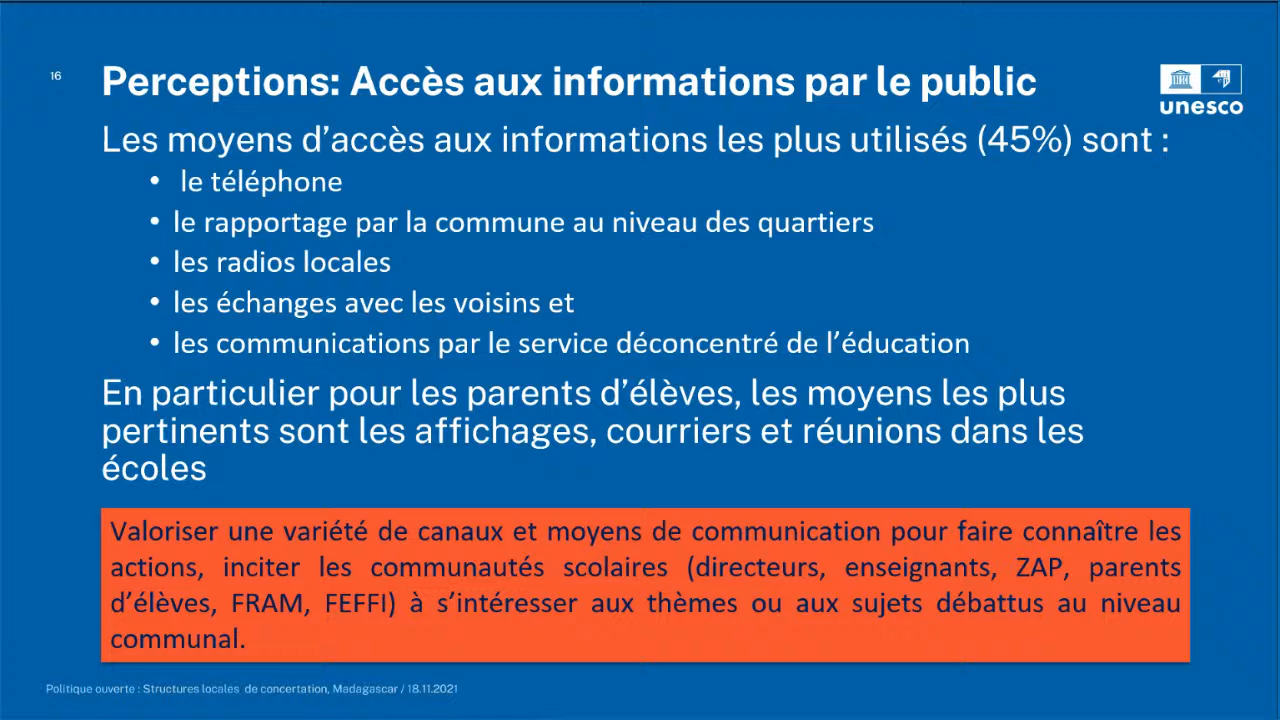 16
Perceptions: Accès aux informations par le public
unesco
Les moyens d’accès aux informations les plus utilisés (45%) sont :
• le téléphone
• le rapportage par la commune au niveau des quartiers
• les radios locales
• les échanges avec les voisins et
• les communications par le service déconcentré de l’éducation
En particulier pour les parents d’élèves, les moyens les plus
pertinents sont les affichages, courriers et réunions dans les
écoles
Valoriser une variété de canaux et moyens de communication pour faire connaître les
actions, inciter les communautés scolaires (directeurs, enseignants, ZAP, parents
d’élèves, FRAM, FEFFI) à s’intéresser aux thèmes ou aux sujets débattus au niveau
communal.
Politique ouverte : Structures locales de concertation, Madagascar / 18.11.2021